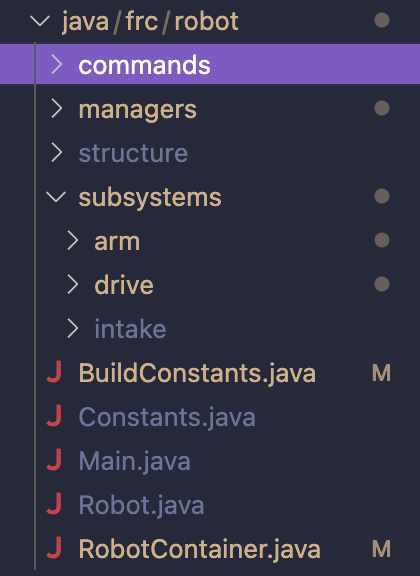 java/frc/robot
commands
managers
structure
subsystems
arm
drive
intake
J BuildConstants.java M
J Constants.java
J Main.java
J Robot.java
J RobotContainer.java M